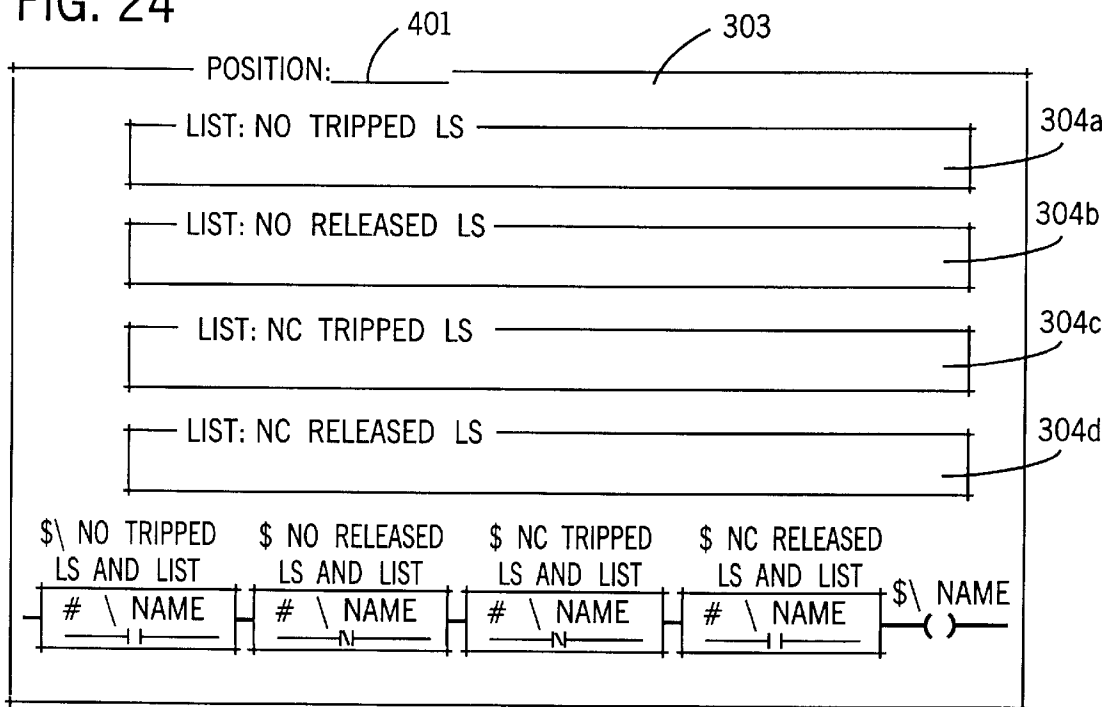 FIG. 24
401
303
POSITION:
LIST: NO TRIPPED LS
304a
LIST: NO RELEASED LS
304b
LIST: NC TRIPPED LS
304c
LIST: NC RELEASED LS
304d
$\ NO TRIPPED LS AND LIST
$ NO RELEASED LS AND LIST
$ NC TRIPPED LS AND LIST
$ NC RELEASED LS AND LIST
# \ NAME
# \ NAME
# \ NAME
# \ NAME
$\ NAME
N
N